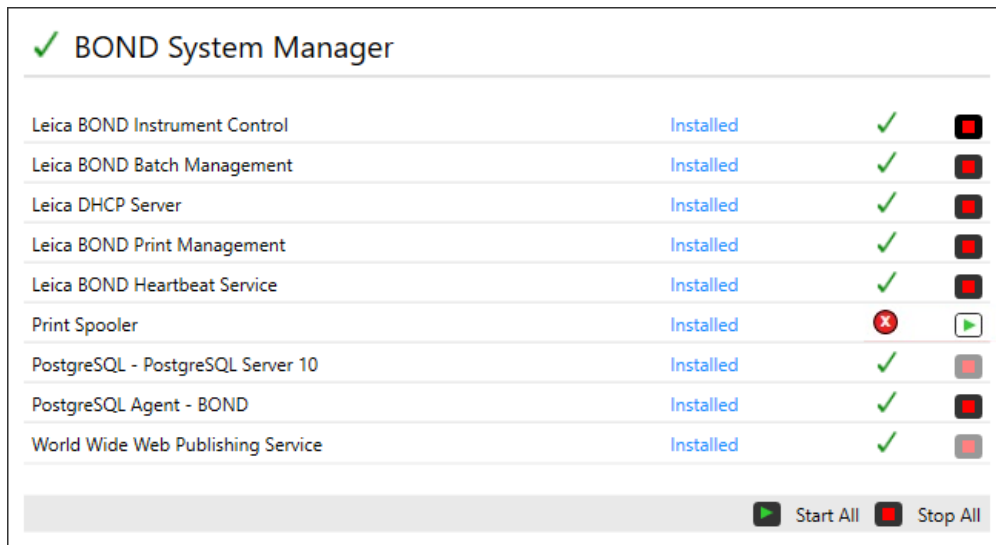 BOND System Manager
Leica BOND Instrument Control Installed
Leica BOND Batch Management Installed
Leica DHCP Server Installed
Leica BOND Print Management Installed
Leica BOND Heartbeat Service Installed
Print Spooler Installed
PostgreSQL - PostgreSQL Server 10 Installed
PostgreSQL Agent - BOND Installed
World Wide Web Publishing Service Installed
Start All Stop All